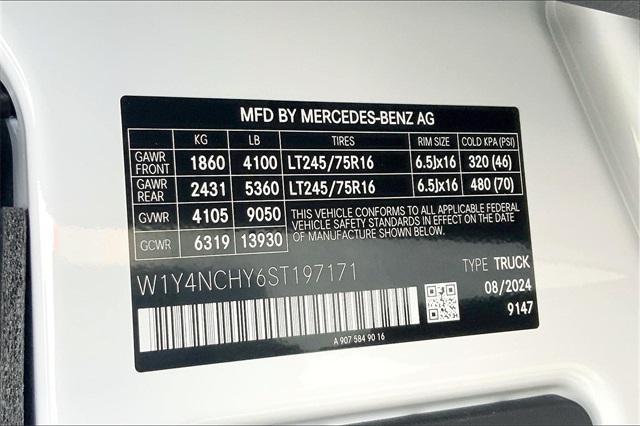 MFD BY MERCEDES-BENZ AG
KG LB TIRES RIM SIZE COLD KPA (PSI)
GAWR FRONT 1860 4100 LT245/75R16 6.5Jx16 320 (46)
GAWR REAR 2431 5360 LT245/75R16 6.5Jx16 480 (70)
GVWR 4105 9050
GCWR 6319 13930
THIS VEHICLE CONFORMS TO ALL APPLICABLE FEDERAL
VEHICLE SAFETY STANDARDS IN EFFECT ON THE DATE
OF MANUFACTURE SHOWN ABOVE.
W1Y4NCHY6ST197171
TYPE TRUCK
08/2024
9147
A 907 584 90 16